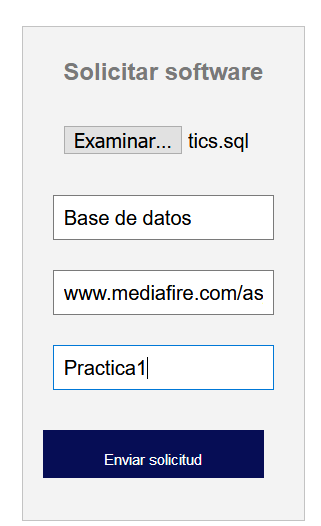 Solicitar software
Examinar... tics.sql
Base de datos
www.mediafire.com/as
Practica1
Enviar solicitud